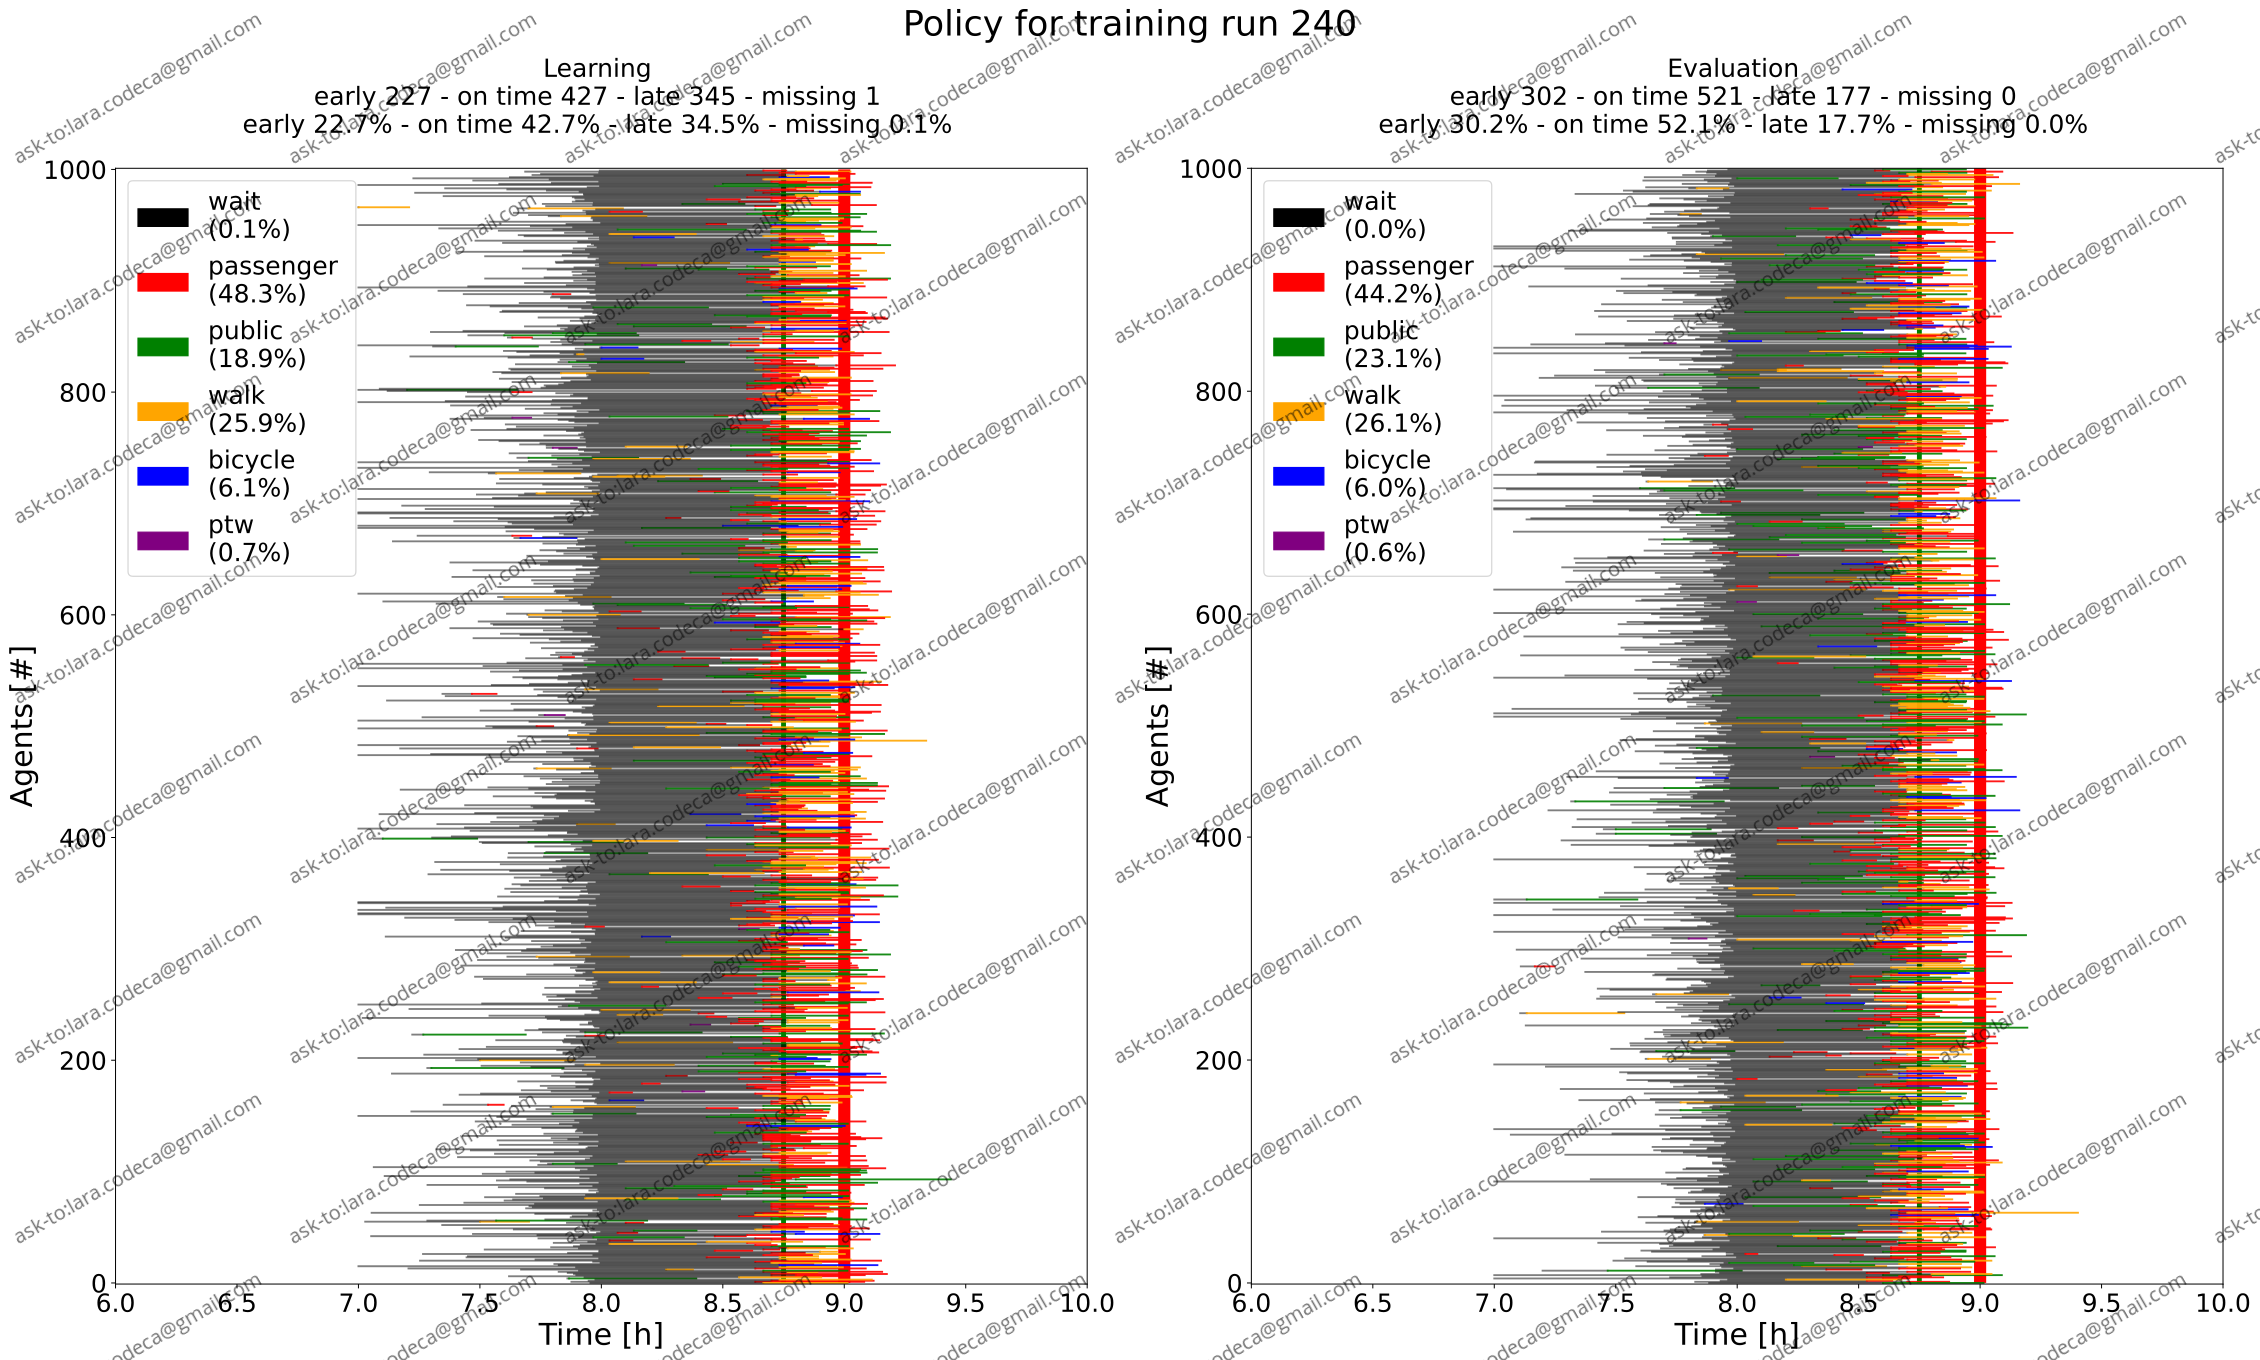 Policy for training run 240
Learning
early 227 - on time 427 - late 345 - missing 1
early 22.7% - on time 42.7% - late 34.5% - missing 0.1%
1000
800
600
400
200
0
Agents [#]
wait
(0.1%)
passenger
(48.3%)
public
(18.9%)
walk
(25.9%)
bicycle
(6.1%)
ptw
(0.7%)
6.0 6.5 7.0 7.5 8.0 8.5 9.0 9.5 10.0
Time [h]
Evaluation
early 302 - on time 521 - late 177 - missing 0
early 30.2% - on time 52.1% - late 17.7% - missing 0.0%
1000
800
600
400
200
0
Agents [#]
wait
(0.0%)
passenger
(44.2%)
public
(23.1%)
walk
(26.1%)
bicycle
(6.0%)
ptw
(0.6%)
6.0 6.5 7.0 7.5 8.0 8.5 9.0 9.5 10.0
Time [h]
ask-to:lara.codeca@gmail.com